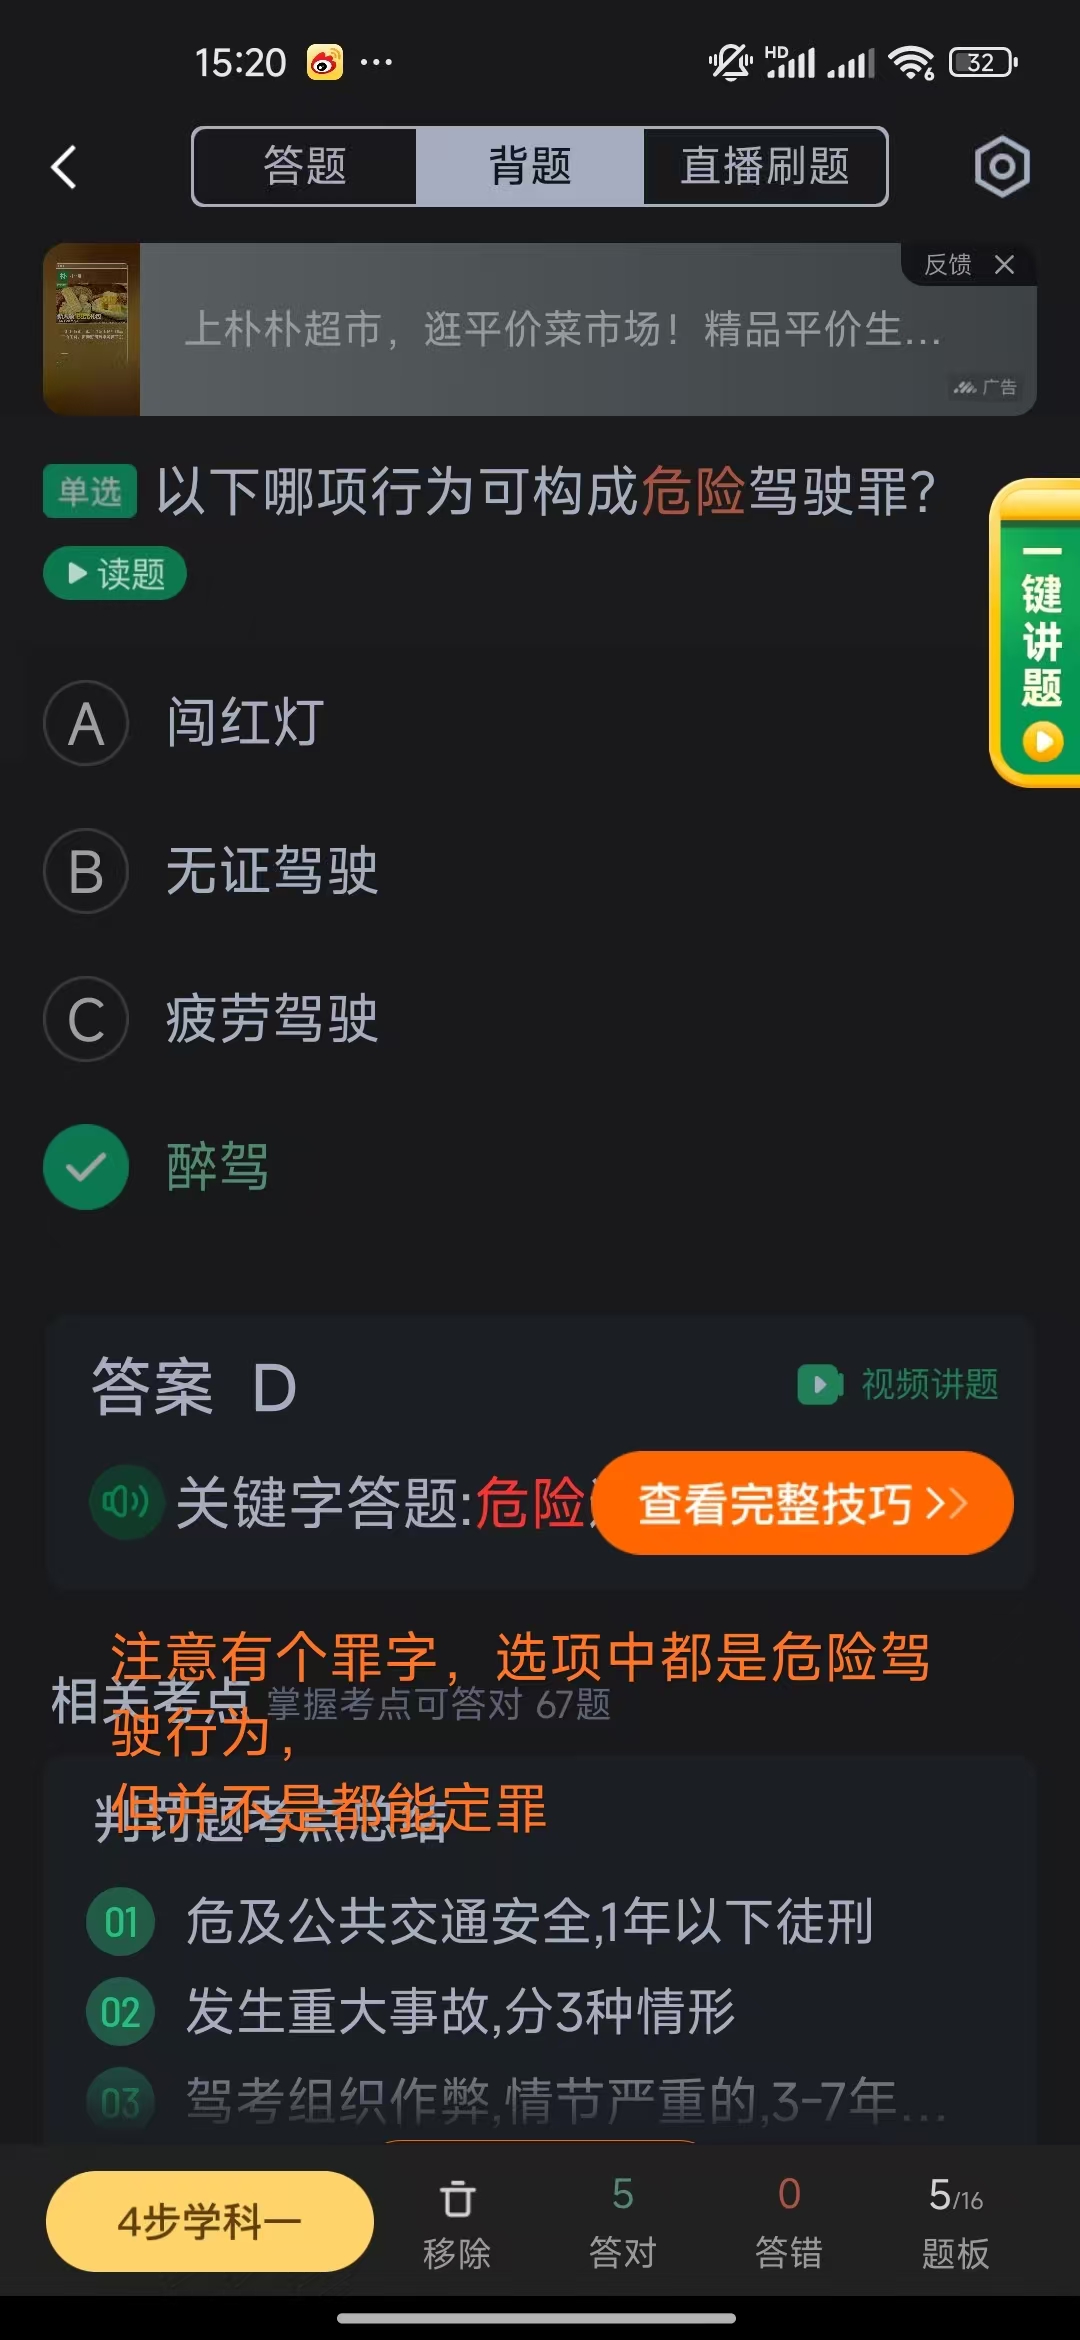 15:20
HD
6
32
答题
背题
直播刷题
反馈
上朴朴超市，逛平价菜市场！精品平价生...
广告
单选 以下哪项行为可构成危险驾驶罪?
读题
一键讲题
A 闯红灯
B 无证驾驶
C 疲劳驾驶
醉驾
答案 D
视频讲题
关键字答题:危险
查看完整技巧
注意有个罪字，选项中都是危险驾
相关考点 掌握考点可答对 67题
驶行为，
但并不是都能定罪
判罚题考点总结
01 危及公共交通安全,1年以下徒刑
02 发生重大事故,分3种情形
03 驾考组织作弊,情节严重的,3-7年...
4步学科一
移除
5
答对
0
答错
5/16
题板